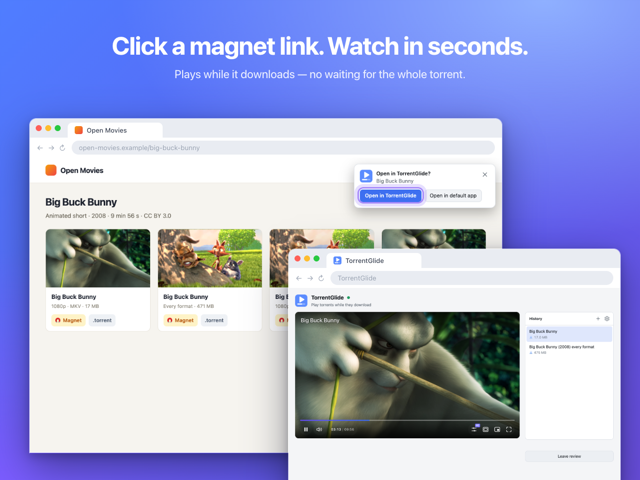 Click a magnet link. Watch in seconds.
Plays while it downloads — no waiting for the whole torrent.
Open Movies
open-movies.example/big-buck-bunny
Open Movies
Open in TorrentGlide?
Big Buck Bunny
Open in TorrentGlide
Open in default app
Big Buck Bunny
Animated short · 2008 · 9 min 56 s · CC BY 3.0
Big Buck Bunny
1080p · MKV · 17 MB
Magnet
.torrent
Big Buck Bunny
Every format · 471 MB
Magnet
.torrent
TorrentGlide
TorrentGlide
TorrentGlide
Play torrents while they download
Big Buck Bunny
History
Big Buck Bunny
Big Buck Bunny (2008) every format
471 MB
Leave review